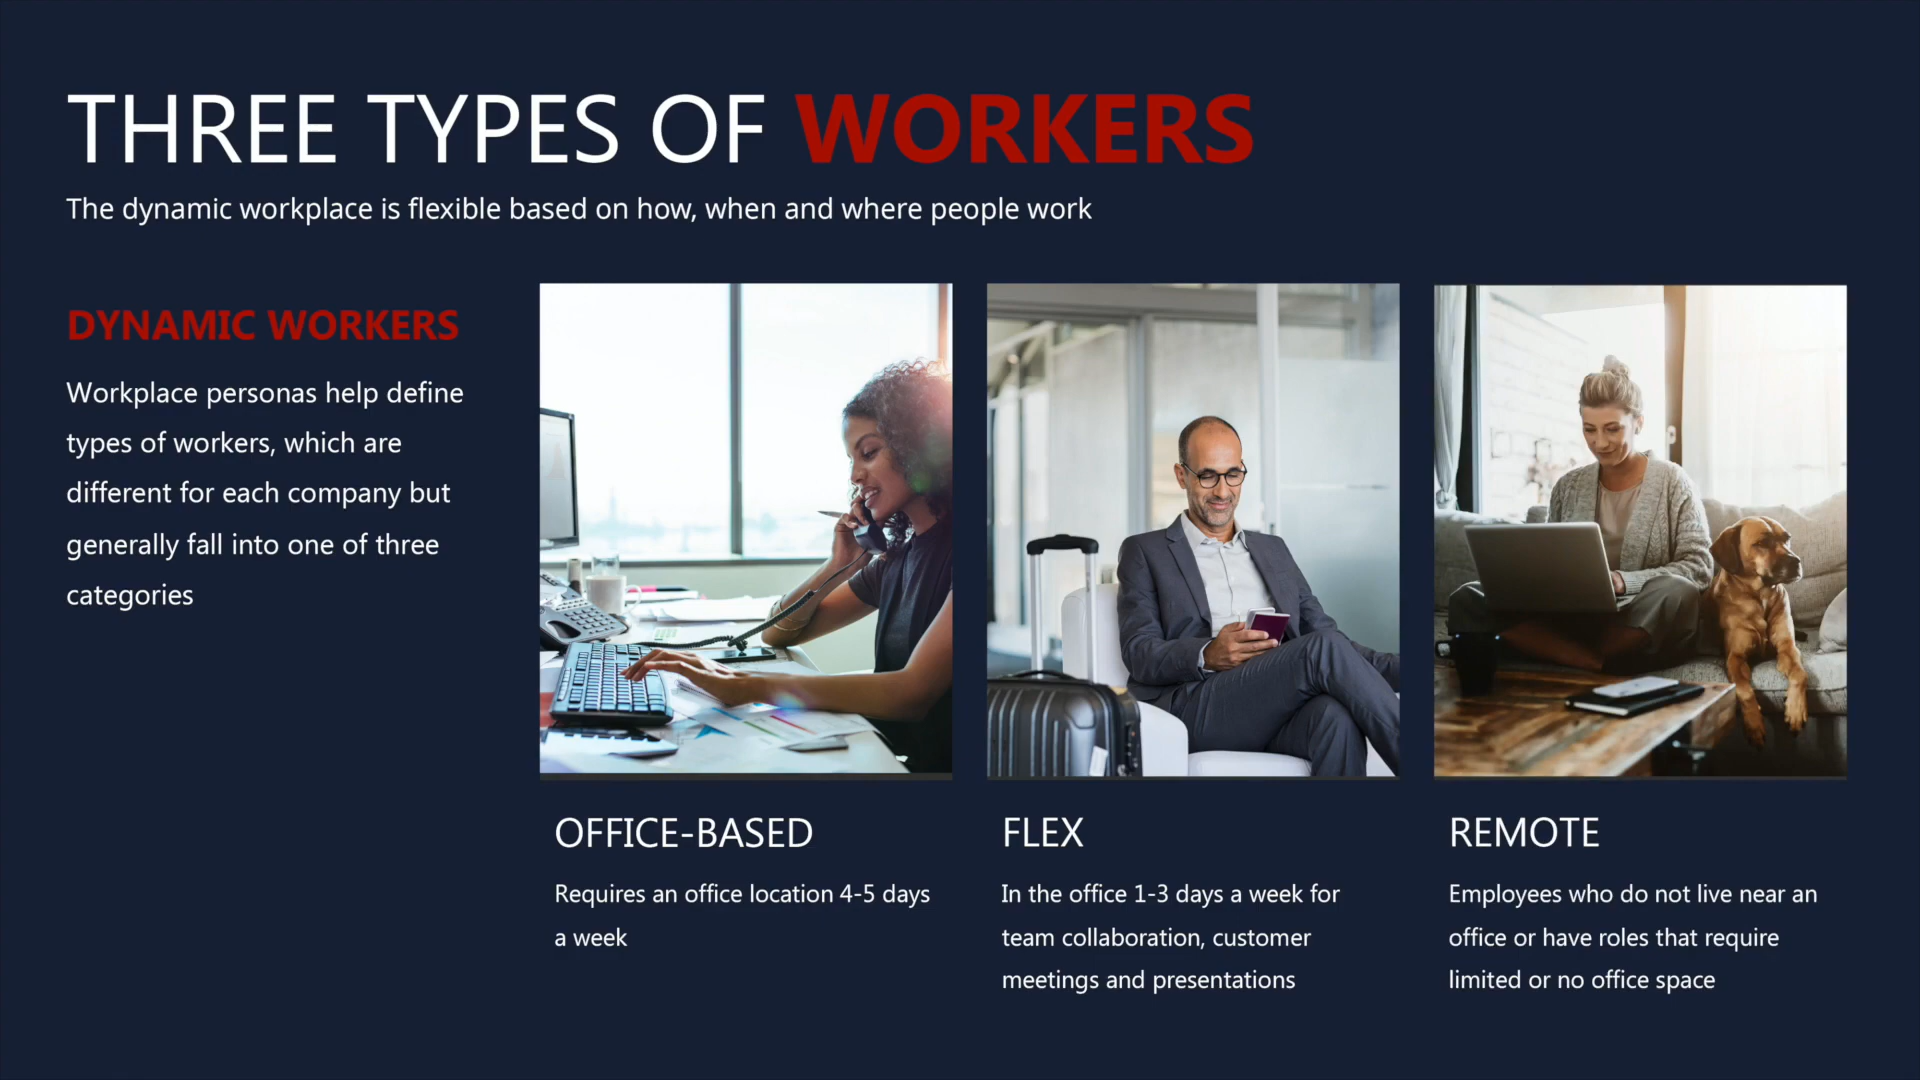 THREE TYPES OF WORKERS
The dynamic workplace is flexible based on how, when and where people work
DYNAMIC WORKERS
Workplace personas help define
types of workers, which are
different for each company but
generally fall into one of three
categories
OFFICE-BASED
Requires an office location 4-5 days
a week
FLEX
In the office 1-3 days a week for
team collaboration, customer
meetings and presentations
REMOTE
Employees who do not live near an
office or have roles that require
limited or no office space